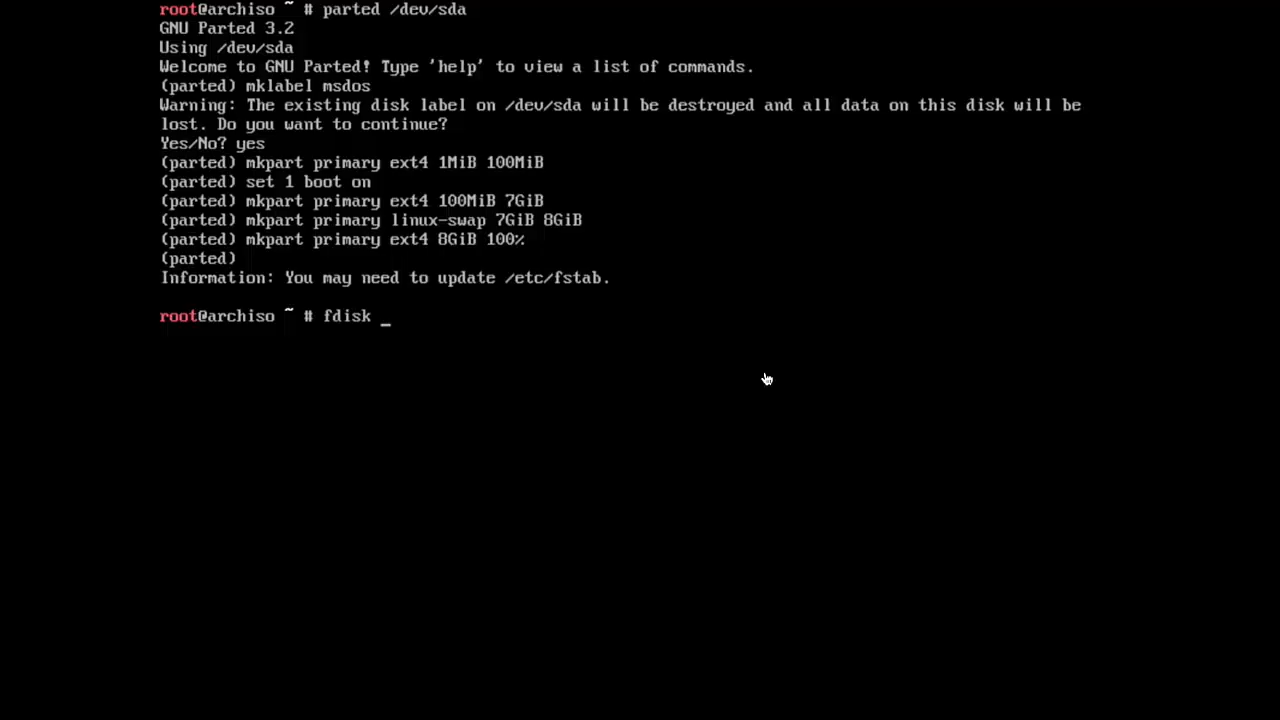 root@archiso ~ # parted /dev/sda
GNU Parted 3.2
Using /dev/sda
Welcome to GNU Parted! Type 'help' to view a list of commands.
(parted) mklabel msdos
Warning: The existing disk label on /dev/sda will be destroyed and all data on this disk will be
lost. Do you want to continue?
Yes/No? yes
(parted) mkpart primary ext4 1MiB 100MiB
(parted) set 1 boot on
(parted) mkpart primary ext4 100MiB 7GiB
(parted) mkpart primary linux-swap 7GiB 8GiB
(parted) mkpart primary ext4 8GiB 100%
(parted)
Information: You may need to update /etc/fstab.
root@archiso ~ # fdisk _